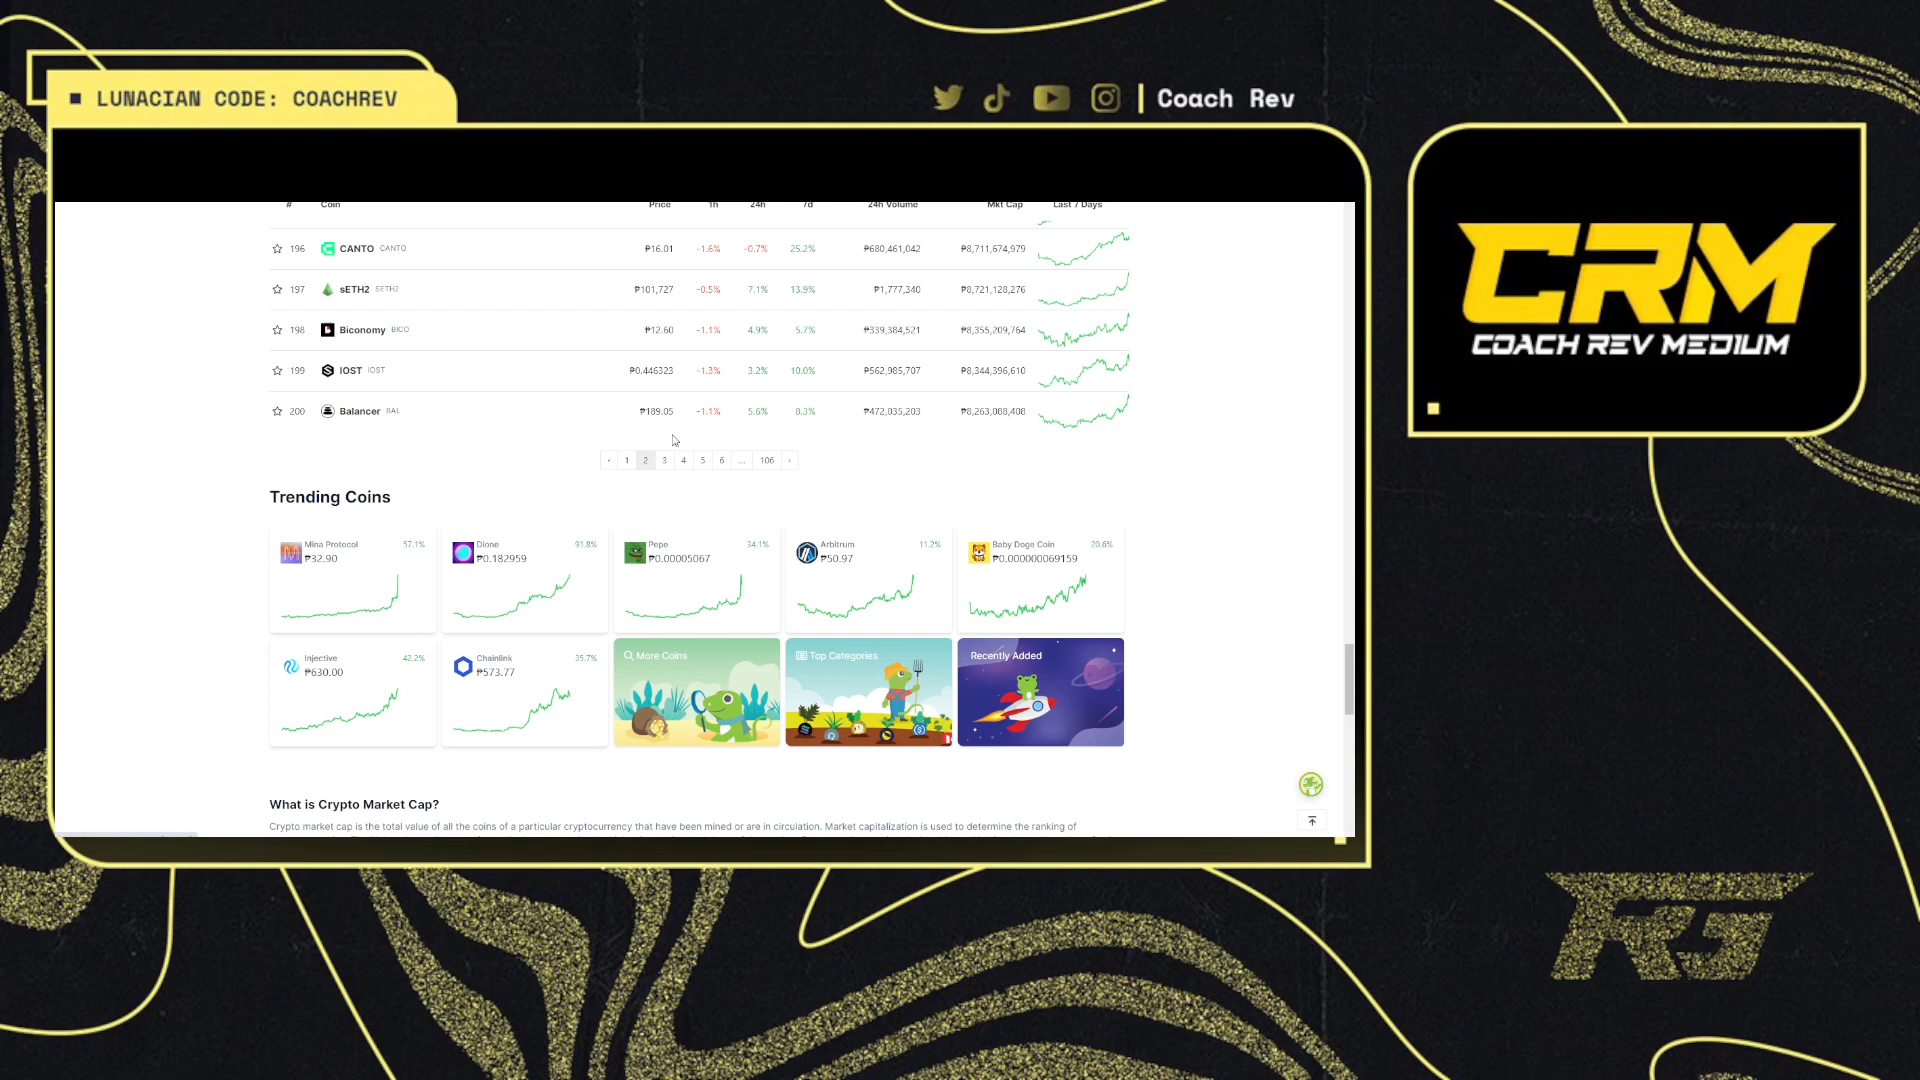 LUNACIAN CODE: COACHREV
Coach Rev
# Coin Price 1h 24h 7d 24h Volume Mkt Cap Last 7 Days
196 CANTO CANTO ₱16.01 -1.6% -0.7% 25.2% ₱680,461,042 ₱8,711,674,979
197 sETH2 SETH2 ₱101,727 -0.5% 7.1% 13.9% ₱1,777,340 ₱8,721,128,276
198 Biconomy BICO ₱12.60 -1.1% 4.9% 5.7% ₱339,384,521 ₱8,355,209,764
199 IOST IOST ₱0.446323 -1.3% 3.2% 10.0% ₱562,985,707 ₱8,344,396,610
200 Balancer BAL ₱189.05 -1.1% 5.6% 8.3% ₱472,035,203 ₱8,263,088,408
‹ 1 2 3 4 5 6 ... 106 ›
Trending Coins
Mina Protocol 57.1%
₱32.90
Dione 91.8%
₱0.182959
Pepe 34.1%
₱0.00005067
Arbitrum 11.2%
₱50.97
Baby Doge Coin 20.6%
₱0.000000069159
Injective 42.2%
₱630.00
Chainlink 35.7%
₱573.77
More Coins
Top Categories
Recently Added
What is Crypto Market Cap?
Crypto market cap is the total value of all the coins of a particular cryptocurrency that have been mined or are in circulation. Market capitalization is used to determine the ranking of
CRM
COACH REV MEDIUM